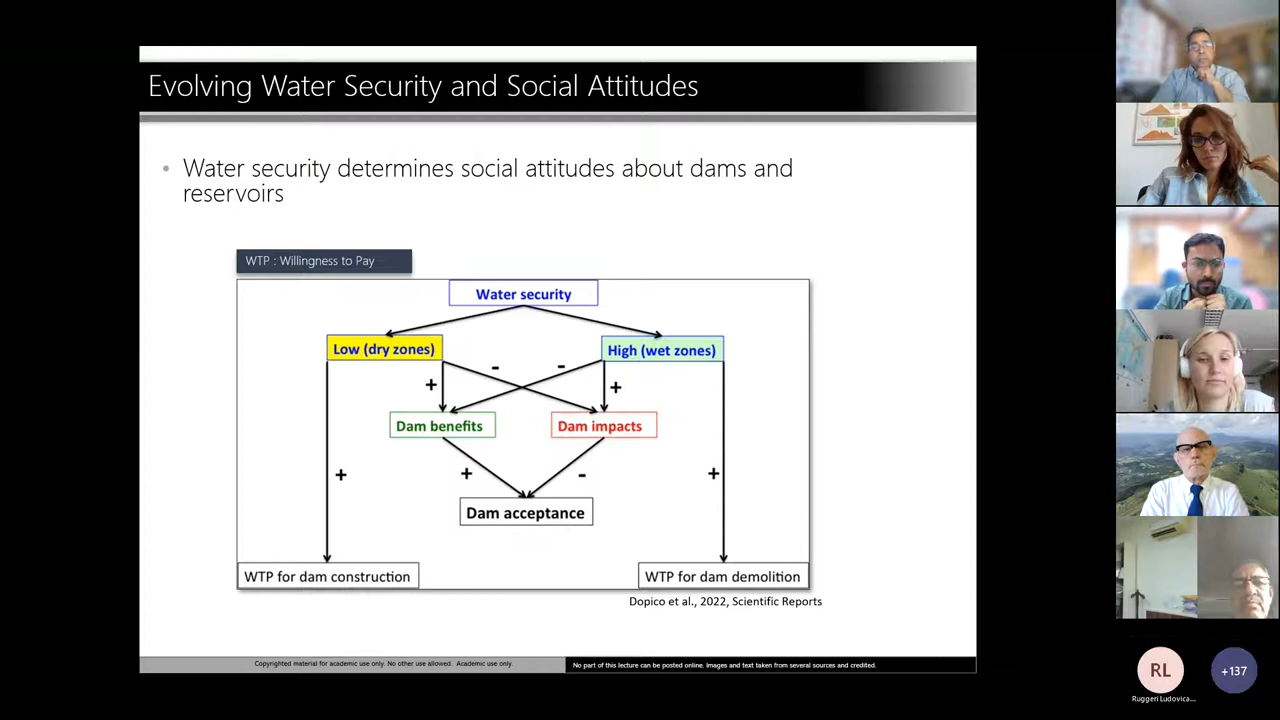 Evolving Water Security and Social Attitudes
• Water security determines social attitudes about dams and
reservoirs
WTP : Willingness to Pay
Water security
Low (dry zones)
High (wet zones)
- -
+ +
Dam benefits
Dam impacts
+ + - +
Dam acceptance
WTP for dam construction
WTP for dam demolition
Dopico et al., 2022, Scientific Reports
Copyrighted material for academic use only. No other use allowed. Academic use only.
No part of this lecture can be posted online. Images and text taken from several sources and credited.
RL
+137
Ruggeri Ludovica...